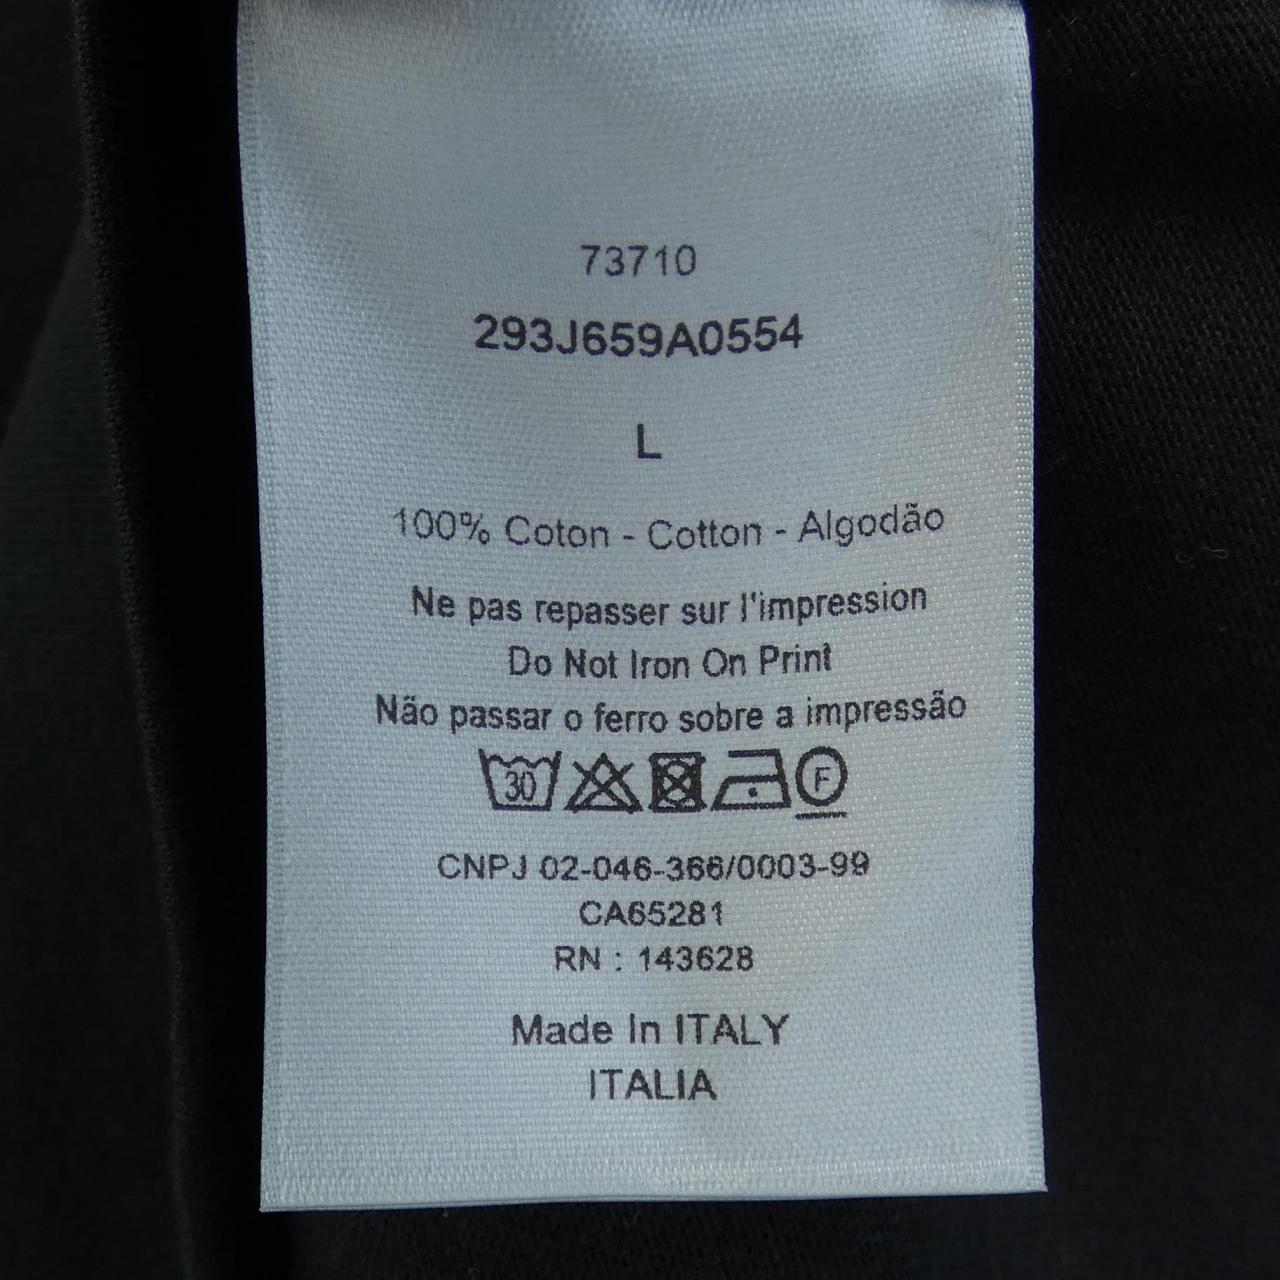 73710
293J659A0554
L
100% Coton - Cotton - Algodão
Ne pas repasser sur l'impression
Do Not Iron On Print
Não passar o ferro sobre a impressão
30 F
CNPJ 02-046-366/0003-99
CA65281
RN : 143628
Made In ITALY
ITALIA